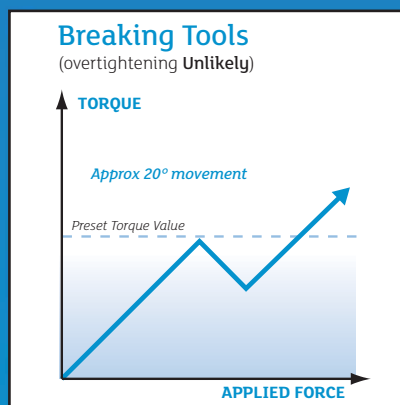 Breaking Tools
(overtightening Unlikely)
TORQUE
Approx 20° movement
Preset Torque Value
APPLIED FORCE